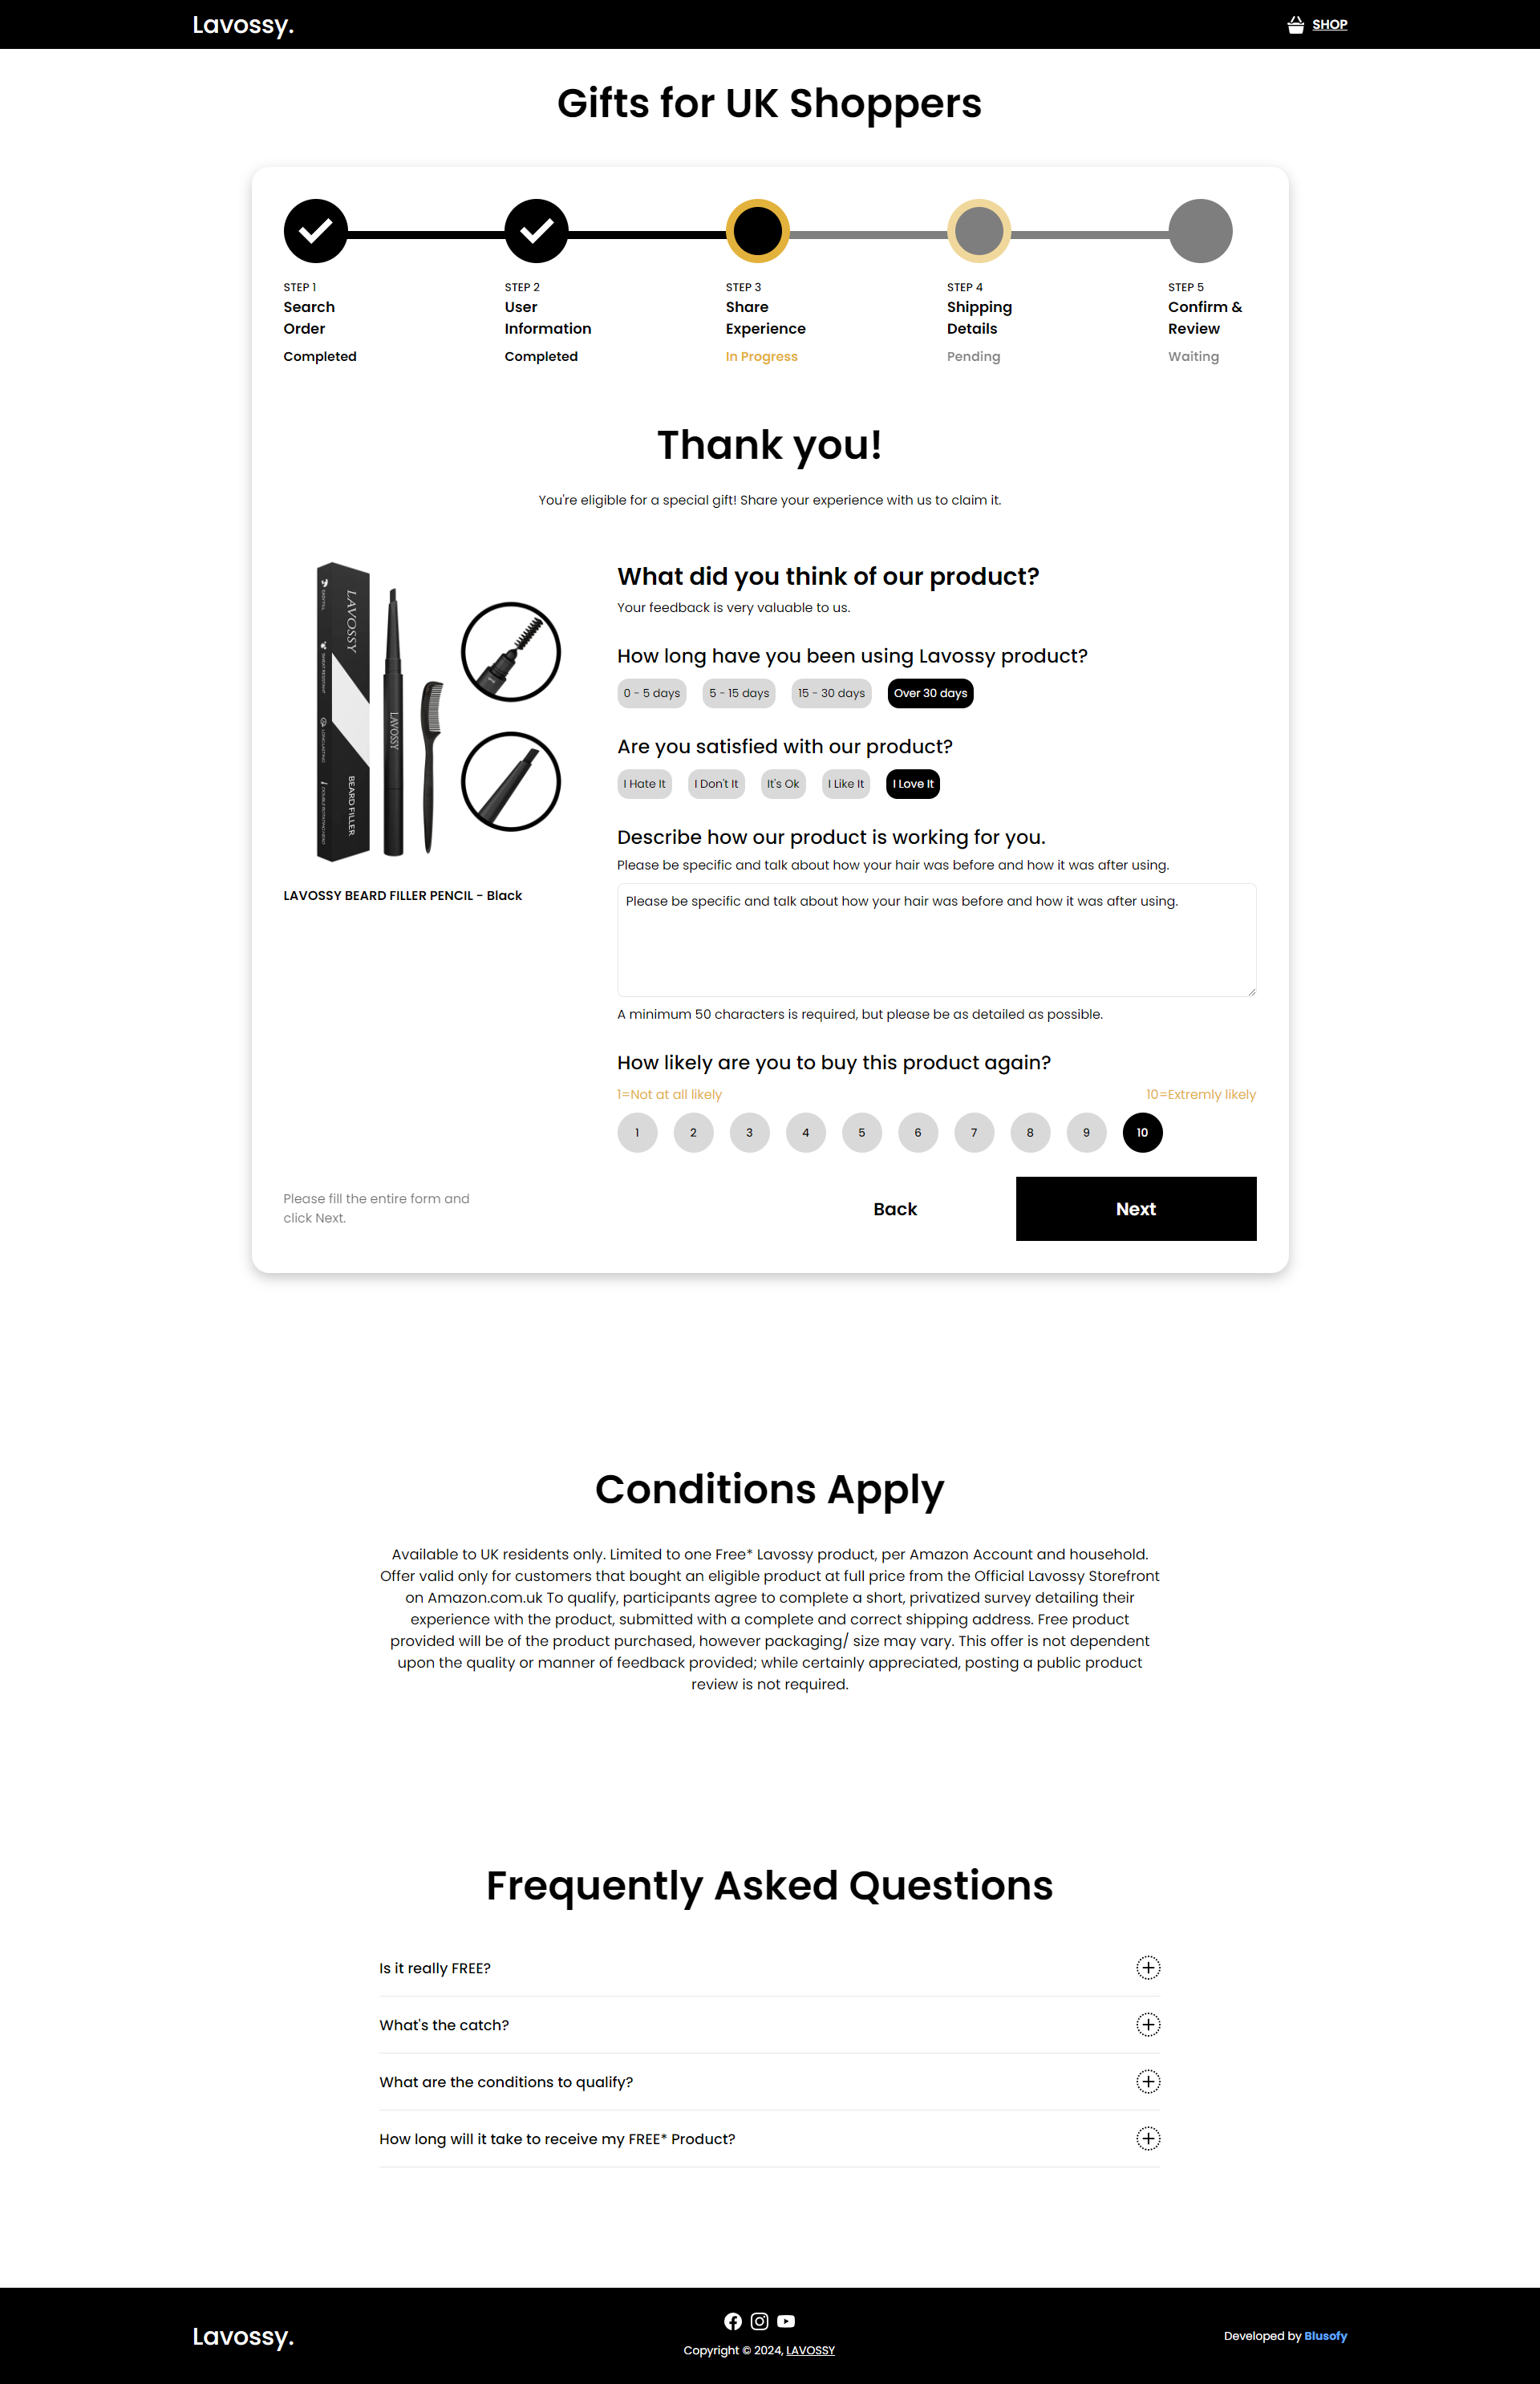 Lavossy.
SHOP
Gifts for UK Shoppers
STEP 1
Search
Order
Completed
STEP 2
User
Information
Completed
STEP 3
Share
Experience
In Progress
STEP 4
Shipping
Details
Pending
STEP 5
Confirm &
Review
Waiting
Thank you!
You're eligible for a special gift! Share your experience with us to claim it.
LAVOSSY
BEARD FILLER
LAVOSSY
LAVOSSY BEARD FILLER PENCIL - Black
What did you think of our product?
Your feedback is very valuable to us.
How long have you been using Lavossy product?
0 - 5 days
5 - 15 days
15 - 30 days
Over 30 days
Are you satisfied with our product?
I Hate It
I Don't It
It's Ok
I Like It
I Love It
Describe how our product is working for you.
Please be specific and talk about how your hair was before and how it was after using.
Please be specific and talk about how your hair was before and how it was after using.
A minimum 50 characters is required, but please be as detailed as possible.
How likely are you to buy this product again?
1=Not at all likely
10=Extremly likely
1 2 3 4 5 6 7 8 9 10
Please fill the entire form and
click Next.
Back
Next
Conditions Apply
Available to UK residents only. Limited to one Free* Lavossy product, per Amazon Account and household.
Offer valid only for customers that bought an eligible product at full price from the Official Lavossy Storefront
on Amazon.com.uk To qualify, participants agree to complete a short, privatized survey detailing their
experience with the product, submitted with a complete and correct shipping address. Free product
provided will be of the product purchased, however packaging/ size may vary. This offer is not dependent
upon the quality or manner of feedback provided; while certainly appreciated, posting a public product
review is not required.
Frequently Asked Questions
Is it really FREE?
What's the catch?
What are the conditions to qualify?
How long will it take to receive my FREE* Product?
Lavossy.
Copyright © 2024, LAVOSSY
Developed by Blusofy